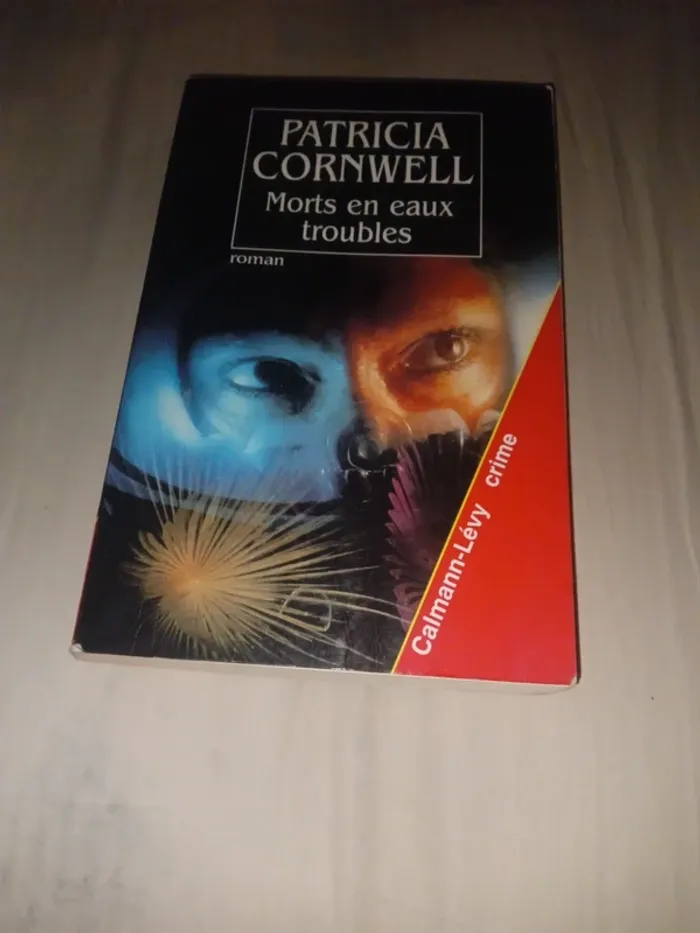 PATRICIA
CORNWELL
Morts en eaux
troubles
roman
Calmann-Lévy crime